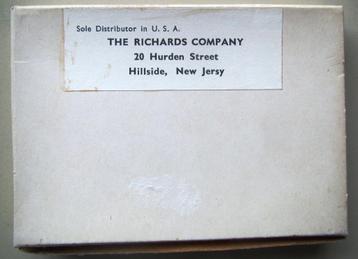 Sole Distributor in U. S. A.
THE RICHARDS COMPANY
20 Hurden Street
Hillside, New Jersy